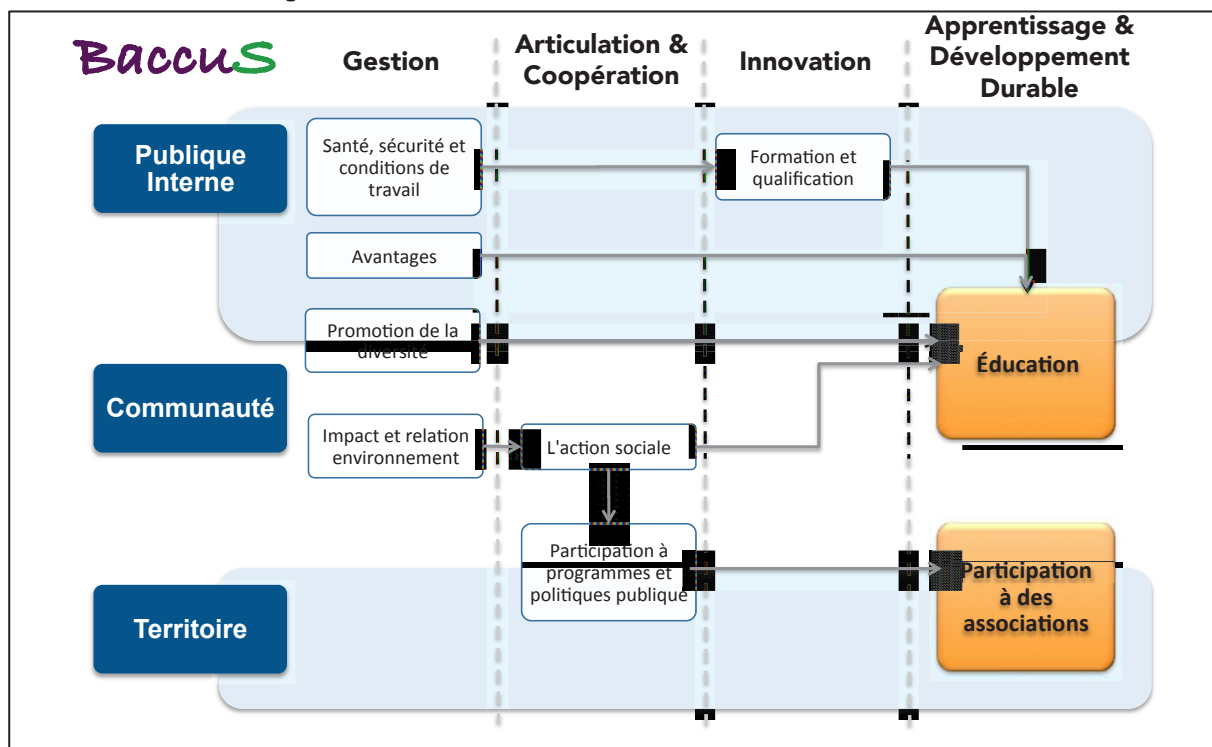 BaccuS
Gestion
Articulation &
Coopération
Innovation
Apprentissage &
Développement
Durable
Publique
Interne
Santé, sécurité et
conditions de
travail
Formation et
qualification
Avantages
Promotion de la
diversité
Éducation
Communauté
Impact et relation
environnement
L'action sociale
Participation à
programmes et
politiques publique
Participation
à des
associations
Territoire